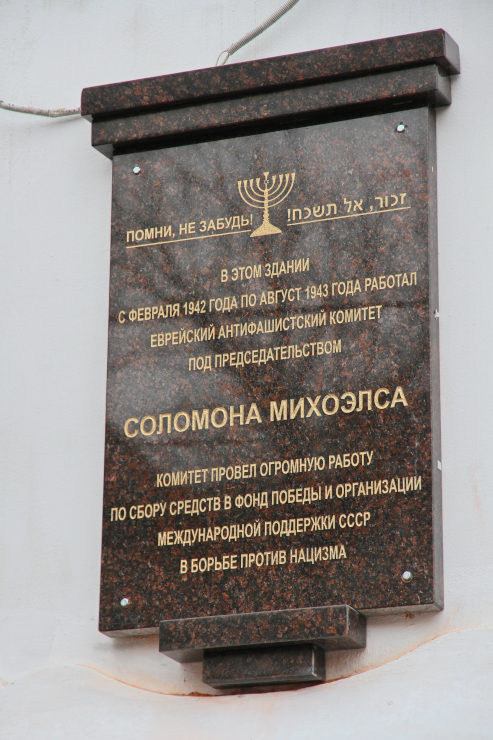 ПОМНИ, НЕ ЗАБУДЬ! זכור, אל תשכח!
В ЭТОМ ЗДАНИИ
С ФЕВРАЛЯ 1942 ГОДА ПО АВГУСТ 1943 ГОДА РАБОТАЛ
ЕВРЕЙСКИЙ АНТИФАШИСТСКИЙ КОМИТЕТ
ПОД ПРЕДСЕДАТЕЛЬСТВОМ
СОЛОМОНА МИХОЭЛСА
КОМИТЕТ ПРОВЕЛ ОГРОМНУЮ РАБОТУ
ПО СБОРУ СРЕДСТВ В ФОНД ПОБЕДЫ И ОРГАНИЗАЦИИ
МЕЖДУНАРОДНОЙ ПОДДЕРЖКИ СССР
В БОРЬБЕ ПРОТИВ НАЦИЗМА